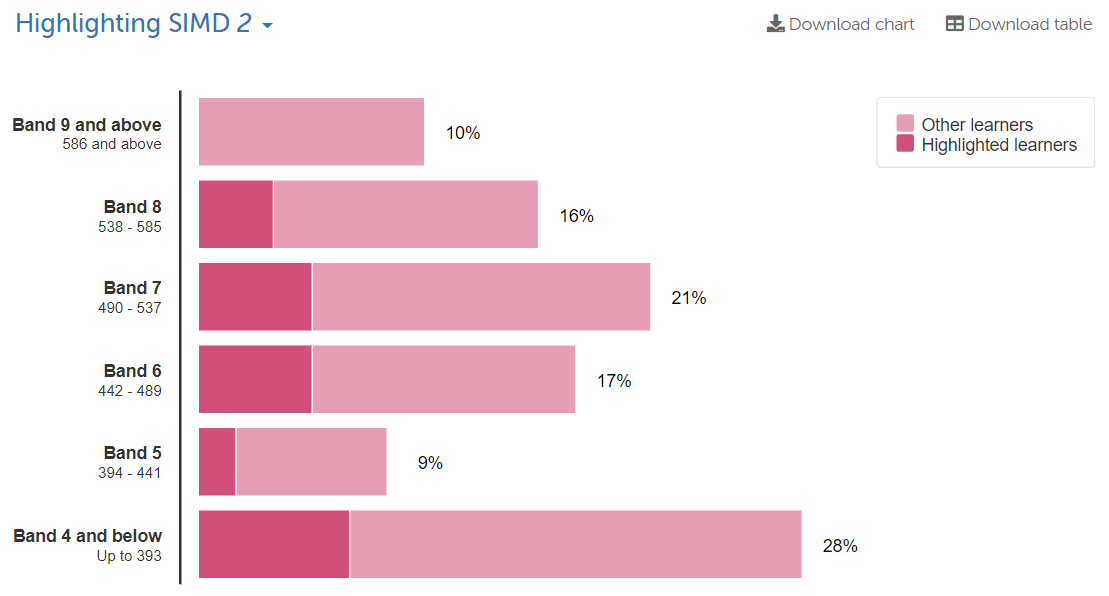 Highlighting SIMD 2
Download chart
Download table
Band 9 and above
586 and above
10%
Other learners
Highlighted learners
Band 8
538 - 585
16%
Band 7
490 - 537
21%
Band 6
442 - 489
17%
Band 5
394 - 441
9%
Band 4 and below
Up to 393
28%